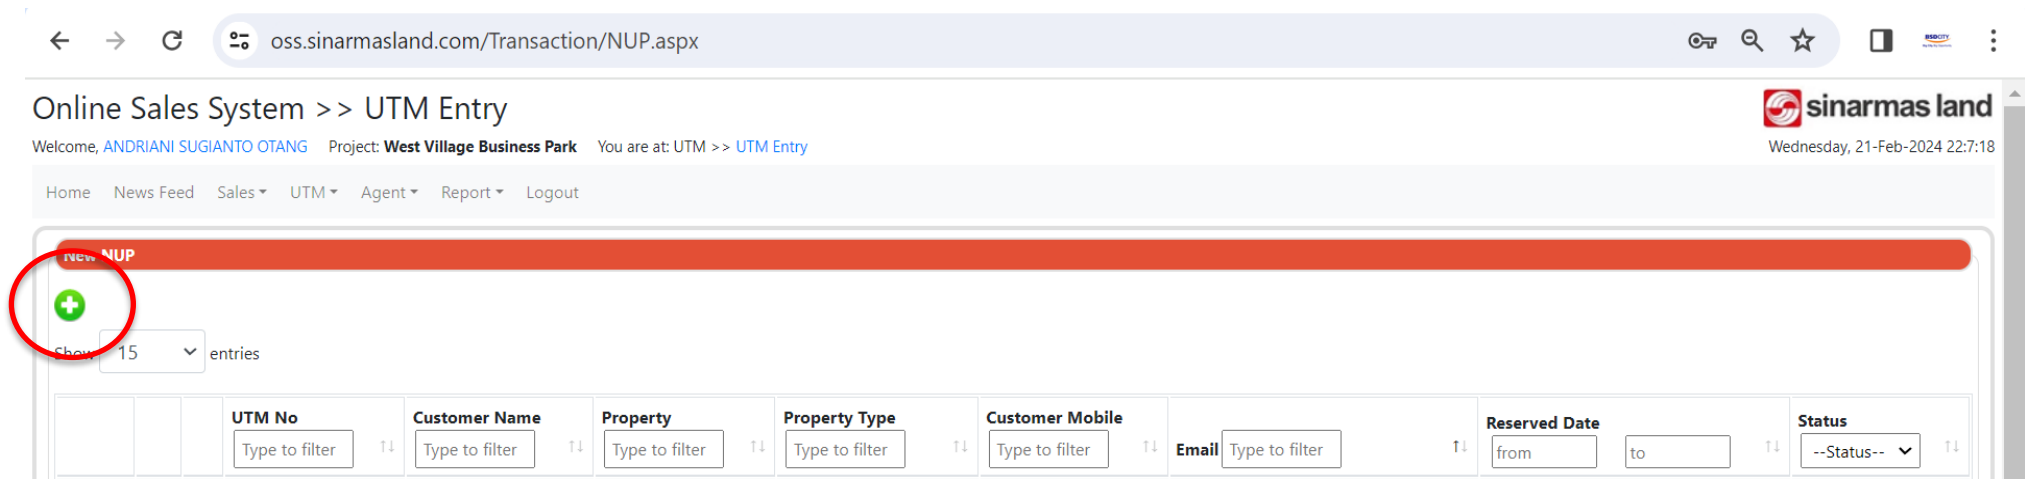 oss.sinarmasland.com/Transaction/NUP.aspx
BSDCITY
Online Sales System >> UTM Entry
sinarmas land
Welcome, ANDRIANI SUGIANTO OTANG Project: West Village Business Park You are at: UTM >> UTM Entry
Wednesday, 21-Feb-2024 22:7:18
Home News Feed Sales UTM Agent Report Logout
New NUP
Show 15 entries
UTM No Customer Name Property Property Type Customer Mobile Email Type to filter Reserved Date Status
Type to filter Type to filter Type to filter Type to filter Type to filter from to --Status--